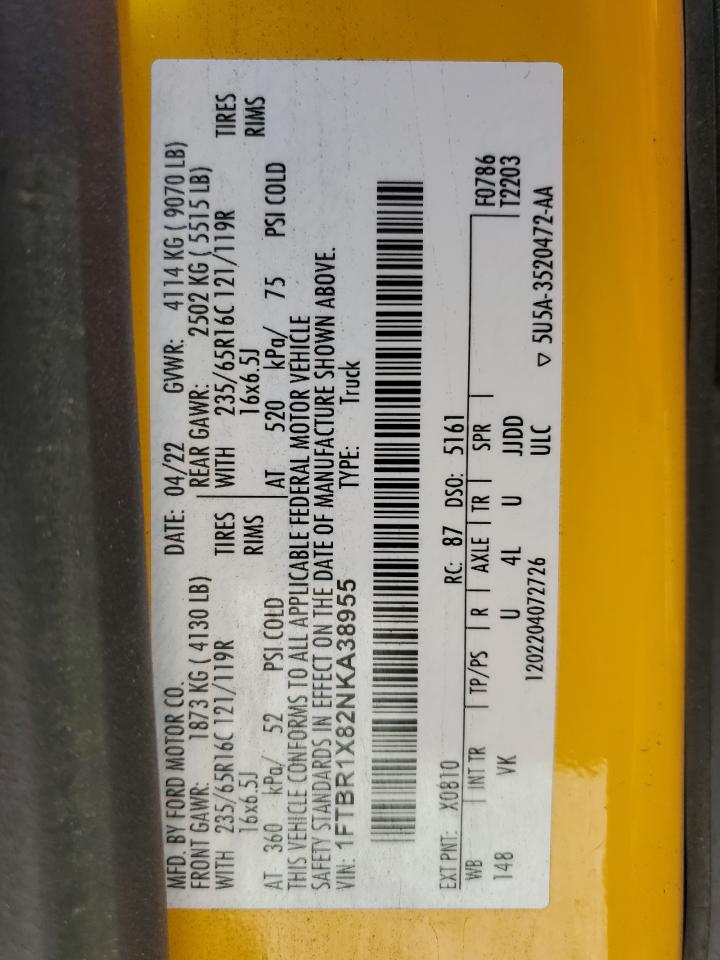 MFD. BY FORD MOTOR CO. DATE: 04/22 GVWR: 4114 KG ( 9070 LB)
FRONT GAWR: 1873 KG ( 4130 LB) REAR GAWR: 2502 KG ( 5515 LB)
WITH 235/65R16C 121/119R TIRES WITH 235/65R16C 121/119R TIRES
16x6.5J RIMS 16x6.5J RIMS
AT 360 kPa/ 52 PSI COLD AT 520 kPa/ 75 PSI COLD
THIS VEHICLE CONFORMS TO ALL APPLICABLE FEDERAL MOTOR VEHICLE
SAFETY STANDARDS IN EFFECT ON THE DATE OF MANUFACTURE SHOWN ABOVE.
VIN: 1FTBR1X82NKA38955 TYPE: Truck
EXT PNT: X0810 RC: 87 DSO: 5161
WB INT TR TP/PS R AXLE TR SPR F0786
148 VK U 4L U JJDD T2203
1202204072726 ULC ▽ 5U5A-3520472-AA